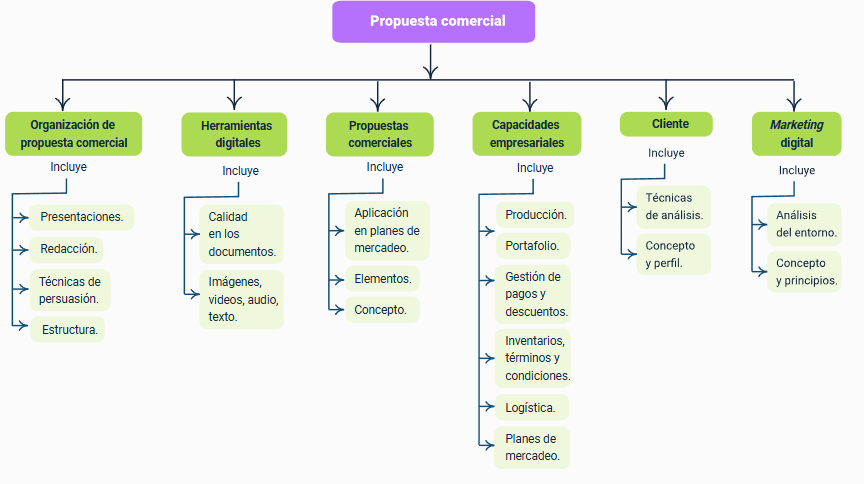 Propuesta comercial
Organización de
propuesta comercial
Incluye
Presentaciones.
Redacción.
Técnicas de
persuasión.
Estructura.
Herramientas
digitales
Incluye
Calidad
en los
documentos.
Imágenes,
videos, audio,
texto.
Propuestas
comerciales
Incluye
Aplicación
en planes de
mercadeo.
Elementos.
Concepto.
Capacidades
empresariales
Incluye
Producción.
Portafolio.
Gestión de
pagos y
descuentos.
Inventarios,
términos y
condiciones.
Logística.
Planes de
mercadeo.
Cliente
Incluye
Técnicas
de análisis.
Concepto
y perfil.
Marketing
digital
Incluye
Análisis
del entorno.
Concepto
y principios.